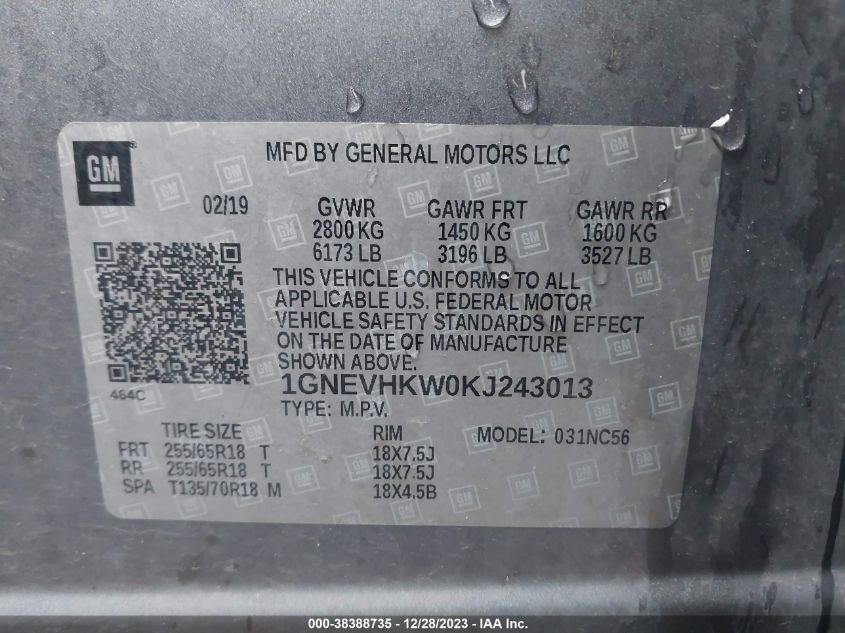 GM
MFD BY GENERAL MOTORS LLC
02/19 GVWR GAWR FRT GAWR RR
2800 KG 1450 KG 1600 KG
6173 LB 3196 LB 3527 LB
THIS VEHICLE CONFORMS TO ALL
APPLICABLE U.S. FEDERAL MOTOR
VEHICLE SAFETY STANDARDS IN EFFECT
ON THE DATE OF MANUFACTURE
SHOWN ABOVE.
464C
1GNEVHKW0KJ243013
TYPE: M.P.V.
TIRE SIZE RIM MODEL: 031NC56
FRT 255/65R18 T 18X7.5J
RR 255/65R18 T 18X7.5J
SPA T135/70R18 M 18X4.5B
000-38388735 - 12/28/2023 - IAA Inc.